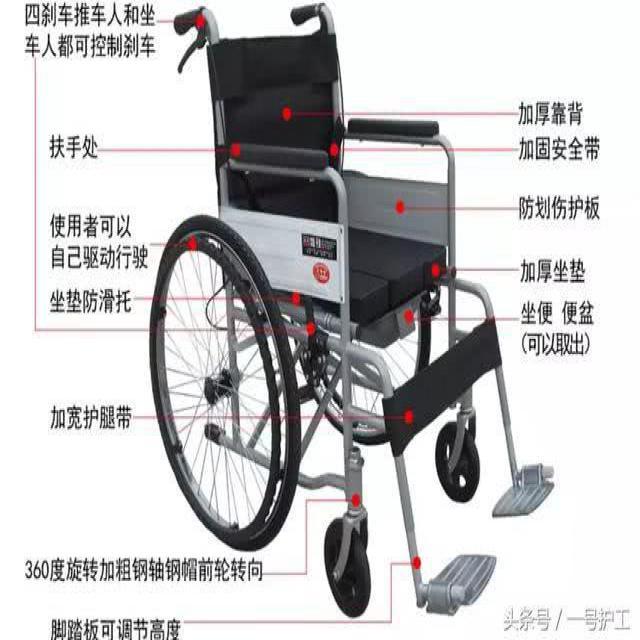 四刹车推车人和坐
车人都可控制刹车
扶手处
使用者可以
自己驱动行驶
坐垫防滑托
加宽护腿带
360度旋转加粗钢轴钢帽前轮转向
脚踏板可调节高度
加厚靠背
加固安全带
防划伤护板
加厚坐垫
坐便 便盆
(可以取出)
头条号 / 一号护工